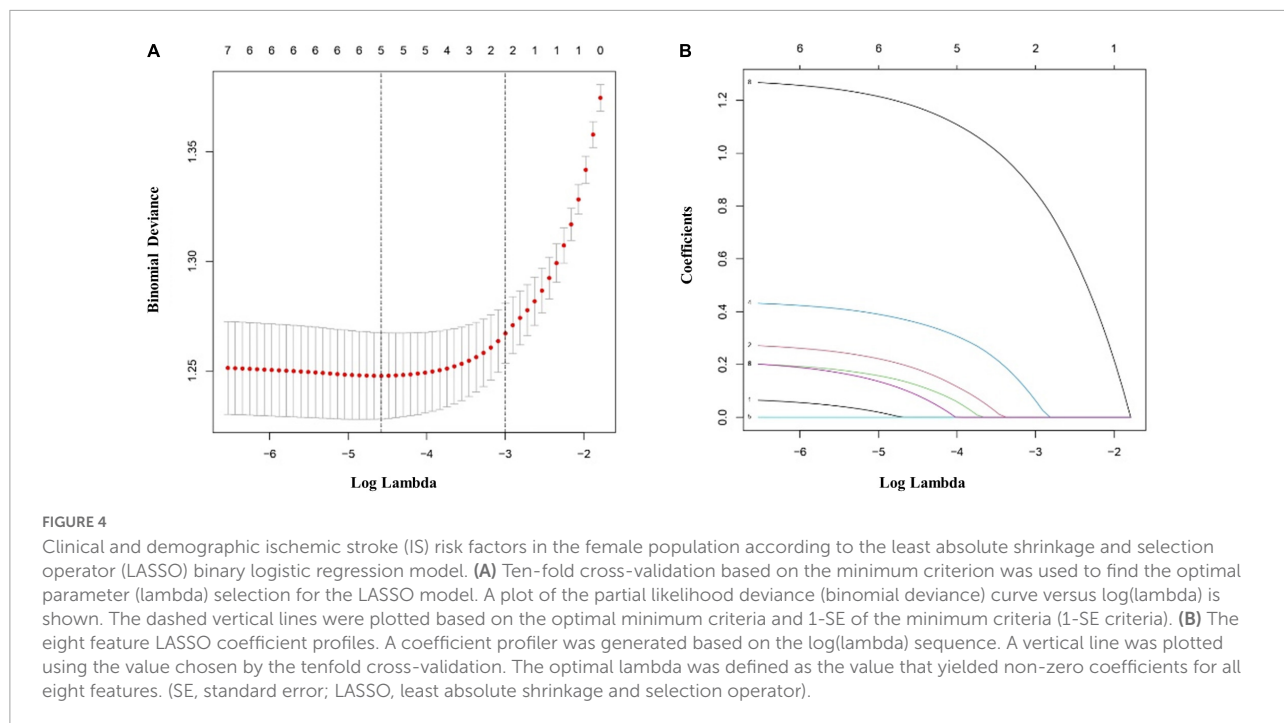 A
7 6 6 6 6 6 6 5 5 5 4 3 2 2 1 1 1 0
Binomial Deviance
1.35
1.30
1.25
−6 −5 −4 −3 −2
Log Lambda
B
6 6 5 2 1
Coefficients
1.2
1.0
0.8
0.6
0.4
0.2
0.0
8
4
2
1
−6 −5 −4 −3 −2
Log Lambda
FIGURE 4
Clinical and demographic ischemic stroke (IS) risk factors in the female population according to the least absolute shrinkage and selection
operator (LASSO) binary logistic regression model. (A) Ten-fold cross-validation based on the minimum criterion was used to find the optimal
parameter (lambda) selection for the LASSO model. A plot of the partial likelihood deviance (binomial deviance) curve versus log(lambda) is
shown. The dashed vertical lines were plotted based on the optimal minimum criteria and 1-SE of the minimum criteria (1-SE criteria). (B) The
eight feature LASSO coefficient profiles. A coefficient profiler was generated based on the log(lambda) sequence. A vertical line was plotted
using the value chosen by the tenfold cross-validation. The optimal lambda was defined as the value that yielded non-zero coefficients for all
eight features. (SE, standard error; LASSO, least absolute shrinkage and selection operator).